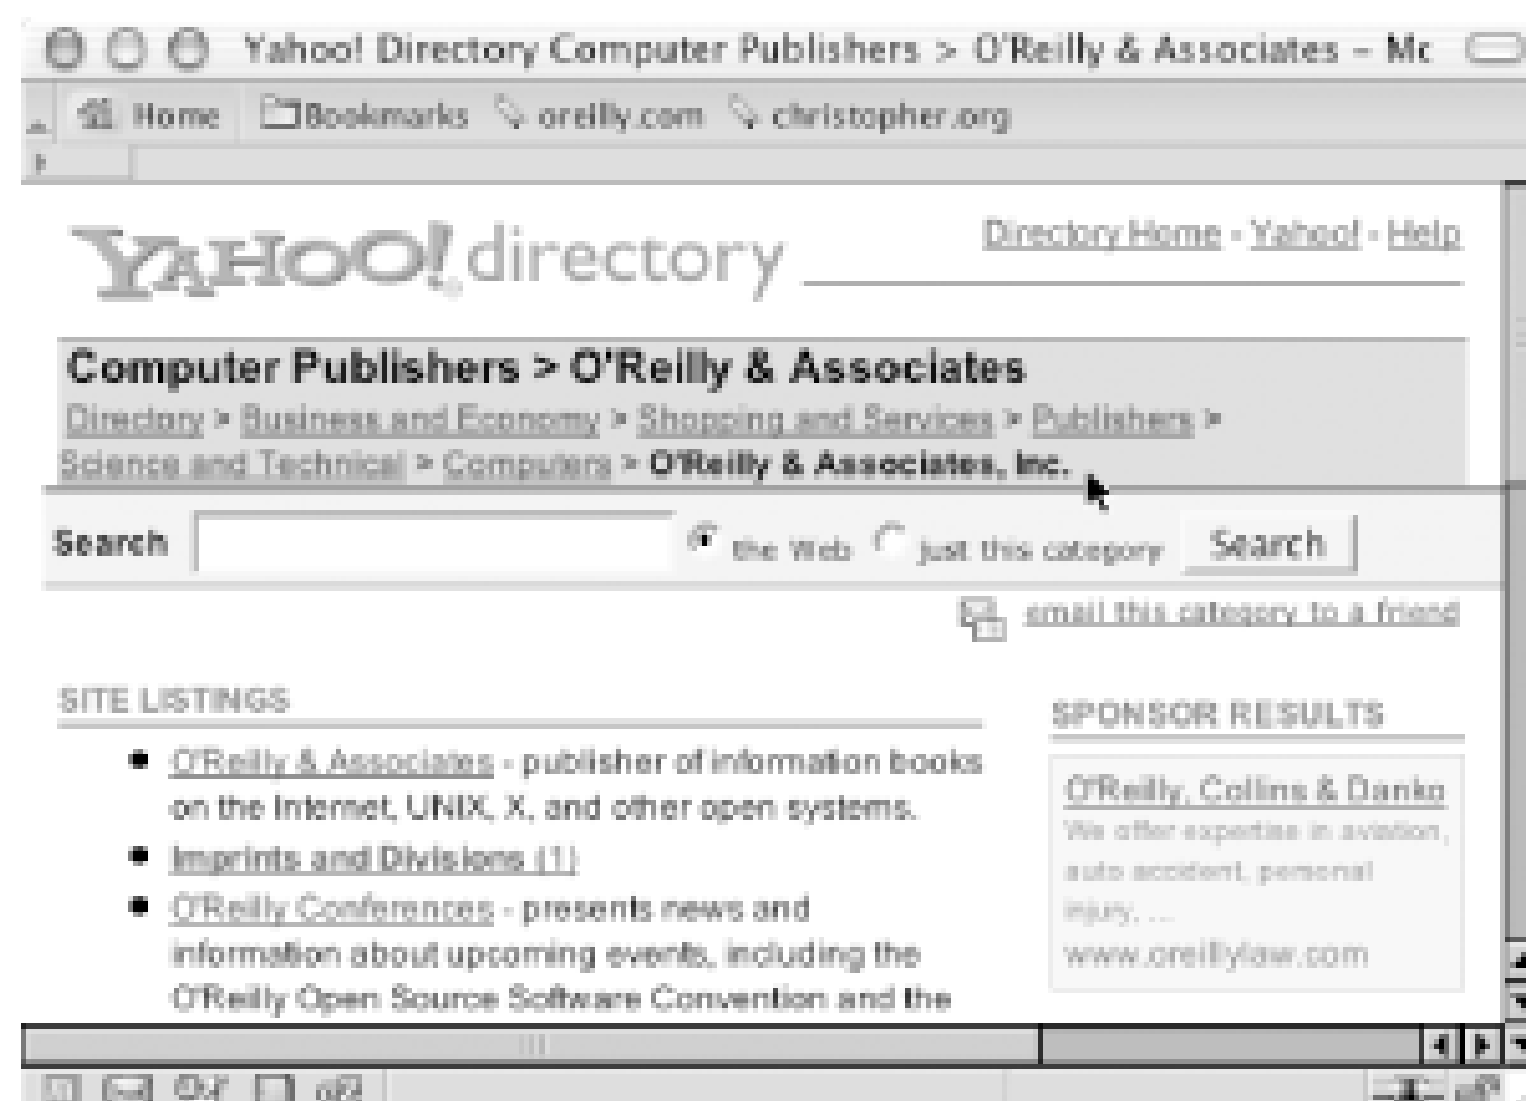 Yahoo! Directory Computer Publishers > O'Reilly & Associates – Mc
Home Bookmarks oreilly.com christopher.org
YAHOO! directory
Directory Home - Yahoo! - Help
Computer Publishers > O'Reilly & Associates
Directory > Business and Economy > Shopping and Services > Publishers >
Science and Technical > Computers > O'Reilly & Associates, Inc.
Search the Web just this category Search
email this category to a friend
SITE LISTINGS
O'Reilly & Associates - publisher of information books
on the Internet, UNIX, X, and other open systems.
Imprints and Divisions (1)
O'Reilly Conferences - presents news and
information about upcoming events, including the
O'Reilly Open Source Software Convention and the
SPONSOR RESULTS
O'Reilly, Collins & Danko
We offer expertise in aviation,
auto accident, personal
injury, ...
www.oreillylaw.com